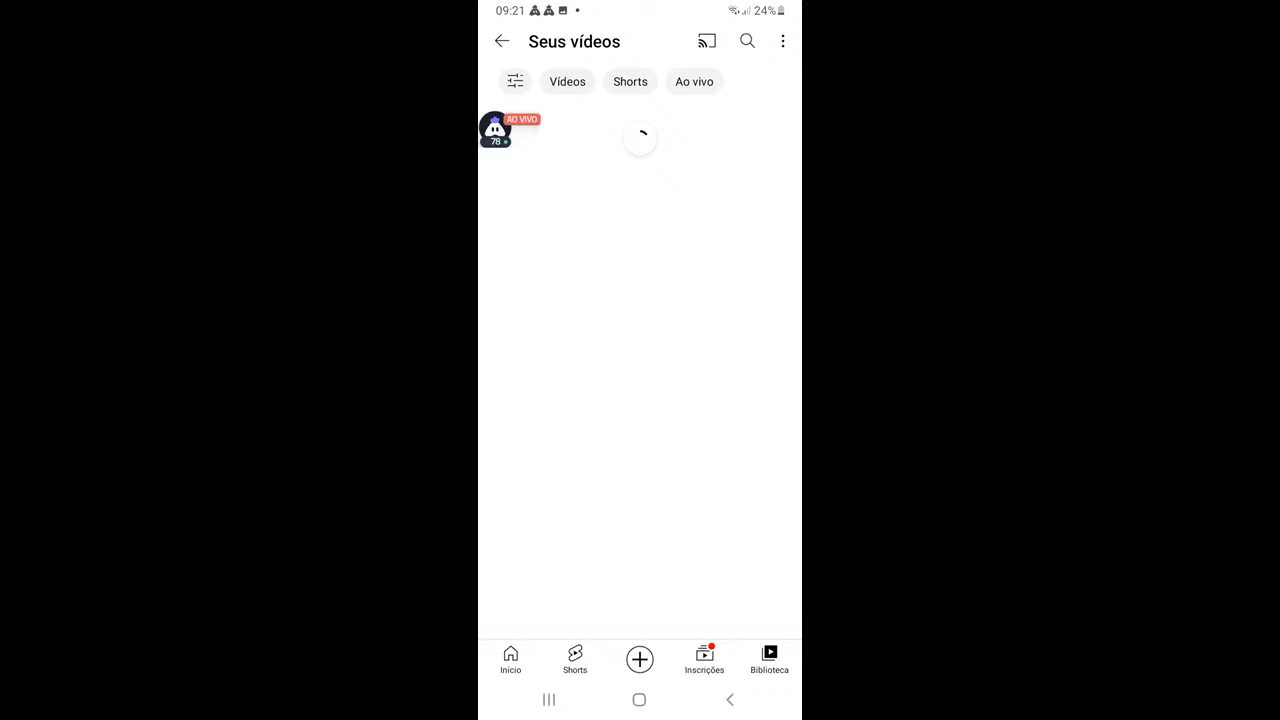 09:21 24%
Seus vídeos
Vídeos Shorts Ao vivo
AO VIVO
78
Início Shorts Inscrições Biblioteca